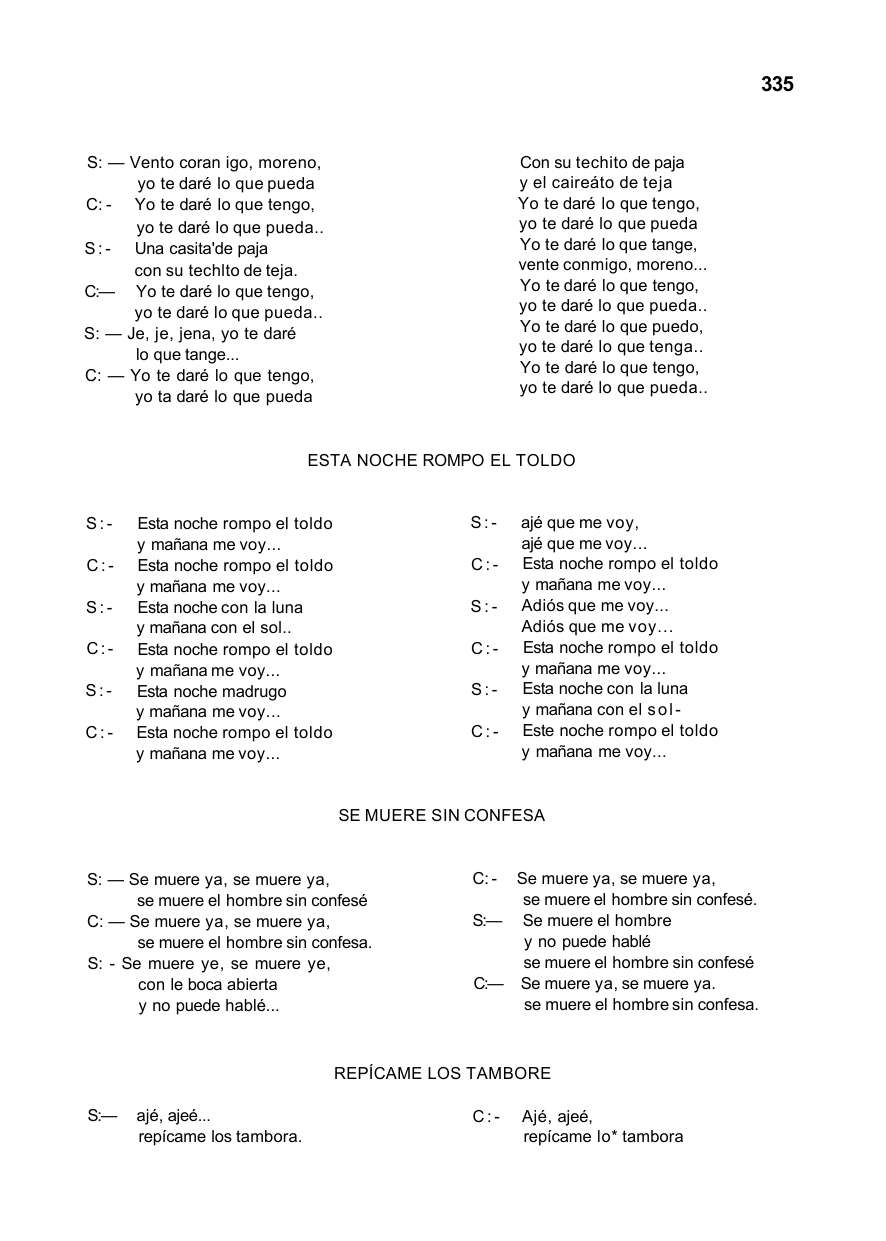 335
S: — Vento coran igo, moreno,
yo te daré lo que pueda
C: - Yo te daré lo que tengo,
yo te daré lo que pueda..
S: - Una casita'de paja
con su techIto de teja.
C:— Yo te daré lo que tengo,
yo te daré lo que pueda..
S: — Je, je, jena, yo te daré
lo que tange...
C: — Yo te daré lo que tengo,
yo ta daré lo que pueda
Con su techito de paja
y el caireáto de teja
Yo te daré lo que tengo,
yo te daré lo que pueda
Yo te daré lo que tange,
vente conmigo, moreno...
Yo te daré lo que tengo,
yo te daré lo que pueda..
Yo te daré lo que puedo,
yo te daré lo que tenga..
Yo te daré lo que tengo,
yo te daré lo que pueda..
ESTA NOCHE ROMPO EL TOLDO
S: - Esta noche rompo el toldo
y mañana me voy...
C: - Esta noche rompo el toldo
y mañana me voy...
S: - Esta noche con la luna
y mañana con el sol..
C: - Esta noche rompo el toldo
y mañana me voy...
S: - Esta noche madrugo
y mañana me voy...
C: - Esta noche rompo el toldo
y mañana me voy...
S: - ajé que me voy,
ajé que me voy...
C: - Esta noche rompo el toldo
y mañana me voy...
S: - Adiós que me voy...
Adiós que me voy...
C: - Esta noche rompo el toldo
y mañana me voy...
S: - Esta noche con la luna
y mañana con el sol-
C: - Este noche rompo el toldo
y mañana me voy...
SE MUERE SIN CONFESA
S: — Se muere ya, se muere ya,
se muere el hombre sin confesé
C: — Se muere ya, se muere ya,
se muere el hombre sin confesa.
S: - Se muere ye, se muere ye,
con le boca abierta
y no puede hablé...
C: - Se muere ya, se muere ya,
se muere el hombre sin confesé.
S:— Se muere el hombre
y no puede hablé
se muere el hombre sin confesé
C:— Se muere ya, se muere ya.
se muere el hombre sin confesa.
REPÍCAME LOS TAMBORE
S:— ajé, ajeé...
repícame los tambora.
C: - Ajé, ajeé,
repícame lo* tambora